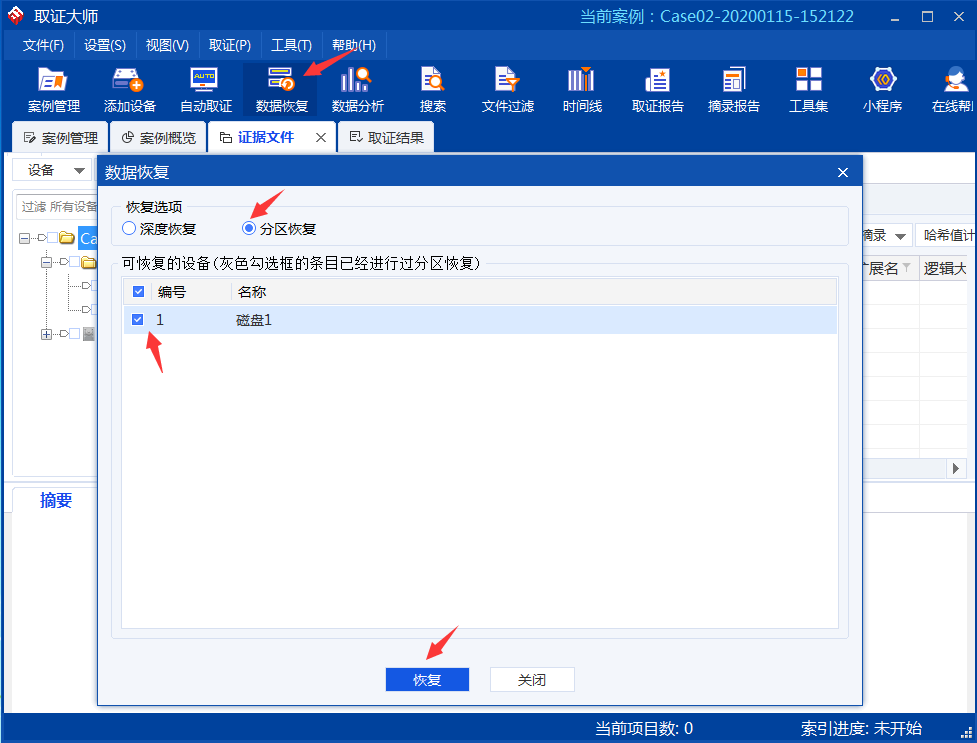 取证大师
当前案例：Case02-20200115-152122
文件(F) 设置(S) 视图(V) 取证(P) 工具(T) 帮助(H)
案例管理 添加设备 自动取证 数据恢复 数据分析 搜索 文件过滤 时间线 取证报告 摘录报告 工具集 小程序 在线帮
AUTO
案例管理 案例概览 证据文件 取证结果
设备
数据恢复
过滤 所有设备
恢复选项
深度恢复 分区恢复
Ca
摘录 哈希值计
可恢复的设备(灰色勾选框的条目已经进行过分区恢复)
展名 逻辑大
编号 名称
1 磁盘1
摘要
恢复 关闭
当前项目数: 0 索引进度: 未开始